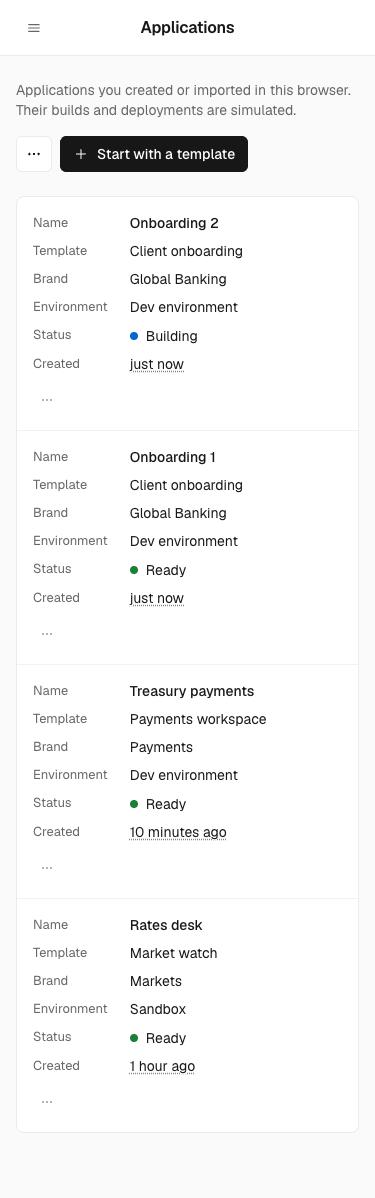 Applications
Applications you created or imported in this browser.
Their builds and deployments are simulated.
... + Start with a template
Name Onboarding 2
Template Client onboarding
Brand Global Banking
Environment Dev environment
Status Building
Created just now
...
Name Onboarding 1
Template Client onboarding
Brand Global Banking
Environment Dev environment
Status Ready
Created just now
...
Name Treasury payments
Template Payments workspace
Brand Payments
Environment Dev environment
Status Ready
Created 10 minutes ago
...
Name Rates desk
Template Market watch
Brand Markets
Environment Sandbox
Status Ready
Created 1 hour ago
...